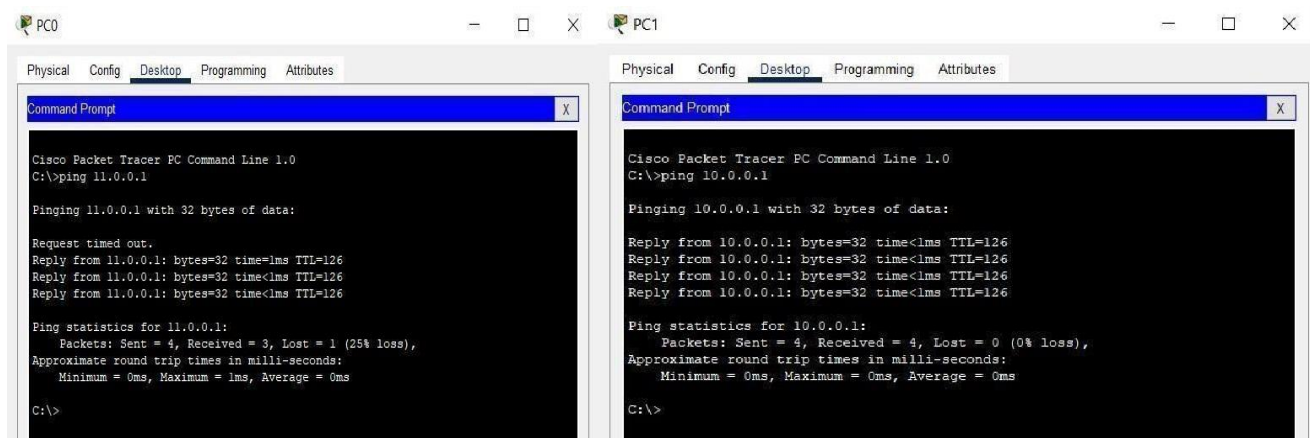 PC0
Physical Config Desktop Programming Attributes
Command Prompt X
Cisco Packet Tracer PC Command Line 1.0
C:\>ping 11.0.0.1
Pinging 11.0.0.1 with 32 bytes of data:
Request timed out.
Reply from 11.0.0.1: bytes=32 time=1ms TTL=126
Reply from 11.0.0.1: bytes=32 time<1ms TTL=126
Reply from 11.0.0.1: bytes=32 time<1ms TTL=126
Ping statistics for 11.0.0.1:
Packets: Sent = 4, Received = 3, Lost = 1 (25% loss),
Approximate round trip times in milli-seconds:
Minimum = 0ms, Maximum = 1ms, Average = 0ms
C:\>
PC1
Physical Config Desktop Programming Attributes
Command Prompt X
Cisco Packet Tracer PC Command Line 1.0
C:\>ping 10.0.0.1
Pinging 10.0.0.1 with 32 bytes of data:
Reply from 10.0.0.1: bytes=32 time<1ms TTL=126
Reply from 10.0.0.1: bytes=32 time<1ms TTL=126
Reply from 10.0.0.1: bytes=32 time<1ms TTL=126
Reply from 10.0.0.1: bytes=32 time<1ms TTL=126
Ping statistics for 10.0.0.1:
Packets: Sent = 4, Received = 4, Lost = 0 (0% loss),
Approximate round trip times in milli-seconds:
Minimum = 0ms, Maximum = 0ms, Average = 0ms
C:\>